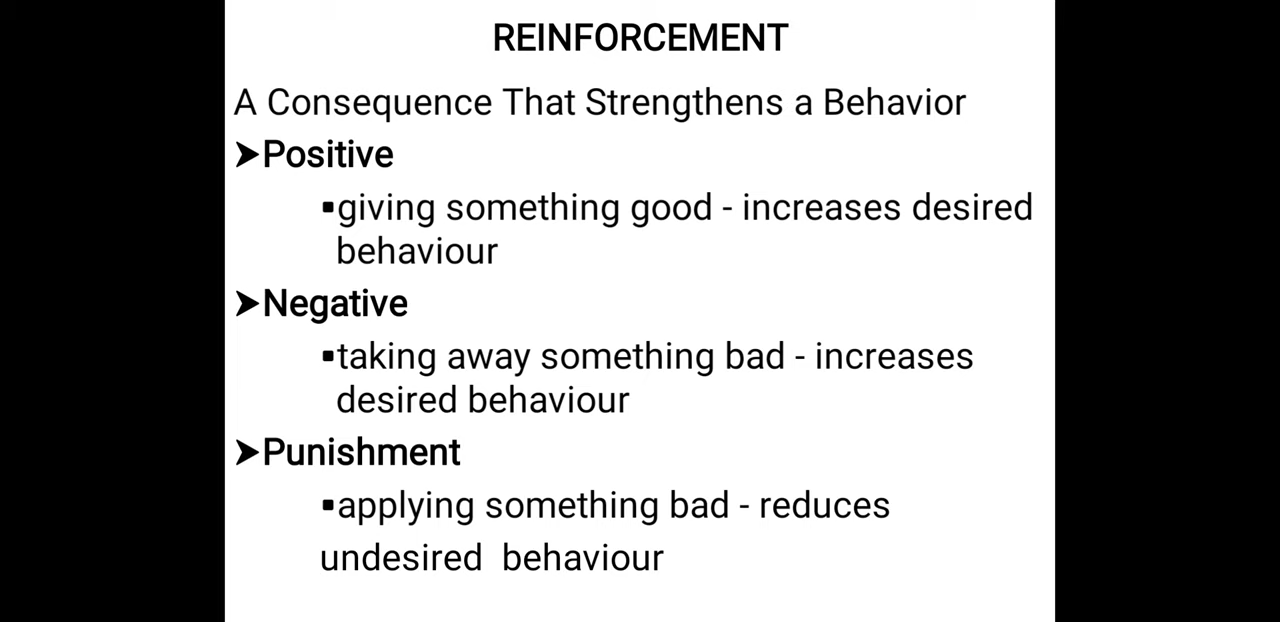 REINFORCEMENT
A Consequence That Strengthens a Behavior
➤Positive
▪giving something good - increases desired
behaviour
➤Negative
▪taking away something bad - increases
desired behaviour
➤Punishment
▪applying something bad - reduces
undesired  behaviour